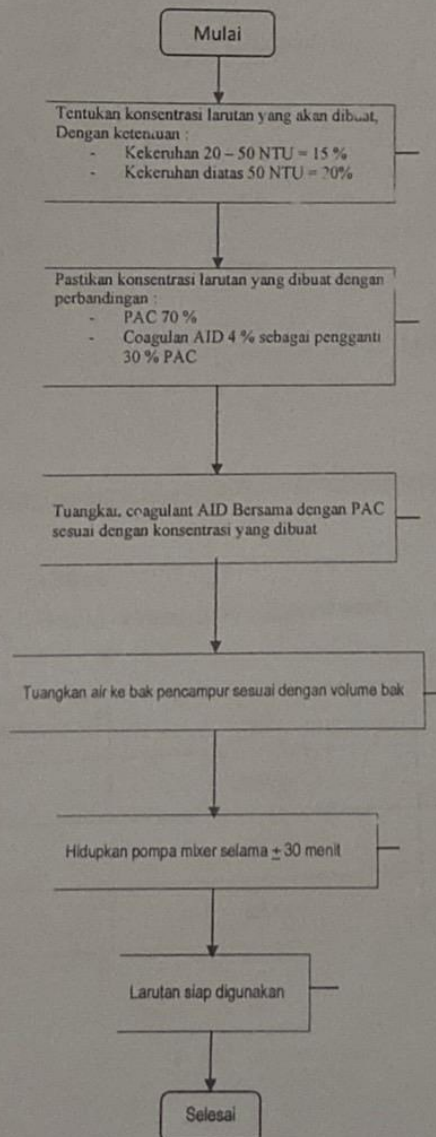 Mulai
Tentukan konsentrasi larutan yang akan dibuat,
Dengan ketentuan :
- Kekeruhan 20 – 50 NTU = 15 %
- Kekeruhan diatas 50 NTU = 20%
Pastikan konsentrasi larutan yang dibuat dengan
perbandingan :
- PAC 70 %
- Coagulan AID 4 % sebagai pengganti
30 % PAC
Tuangkan coagulant AID Bersama dengan PAC
sesuai dengan konsentrasi yang dibuat
Tuangkan air ke bak pencampur sesuai dengan volume bak
Hidupkan pompa mixer selama ± 30 menit
Larutan siap digunakan
Selesai